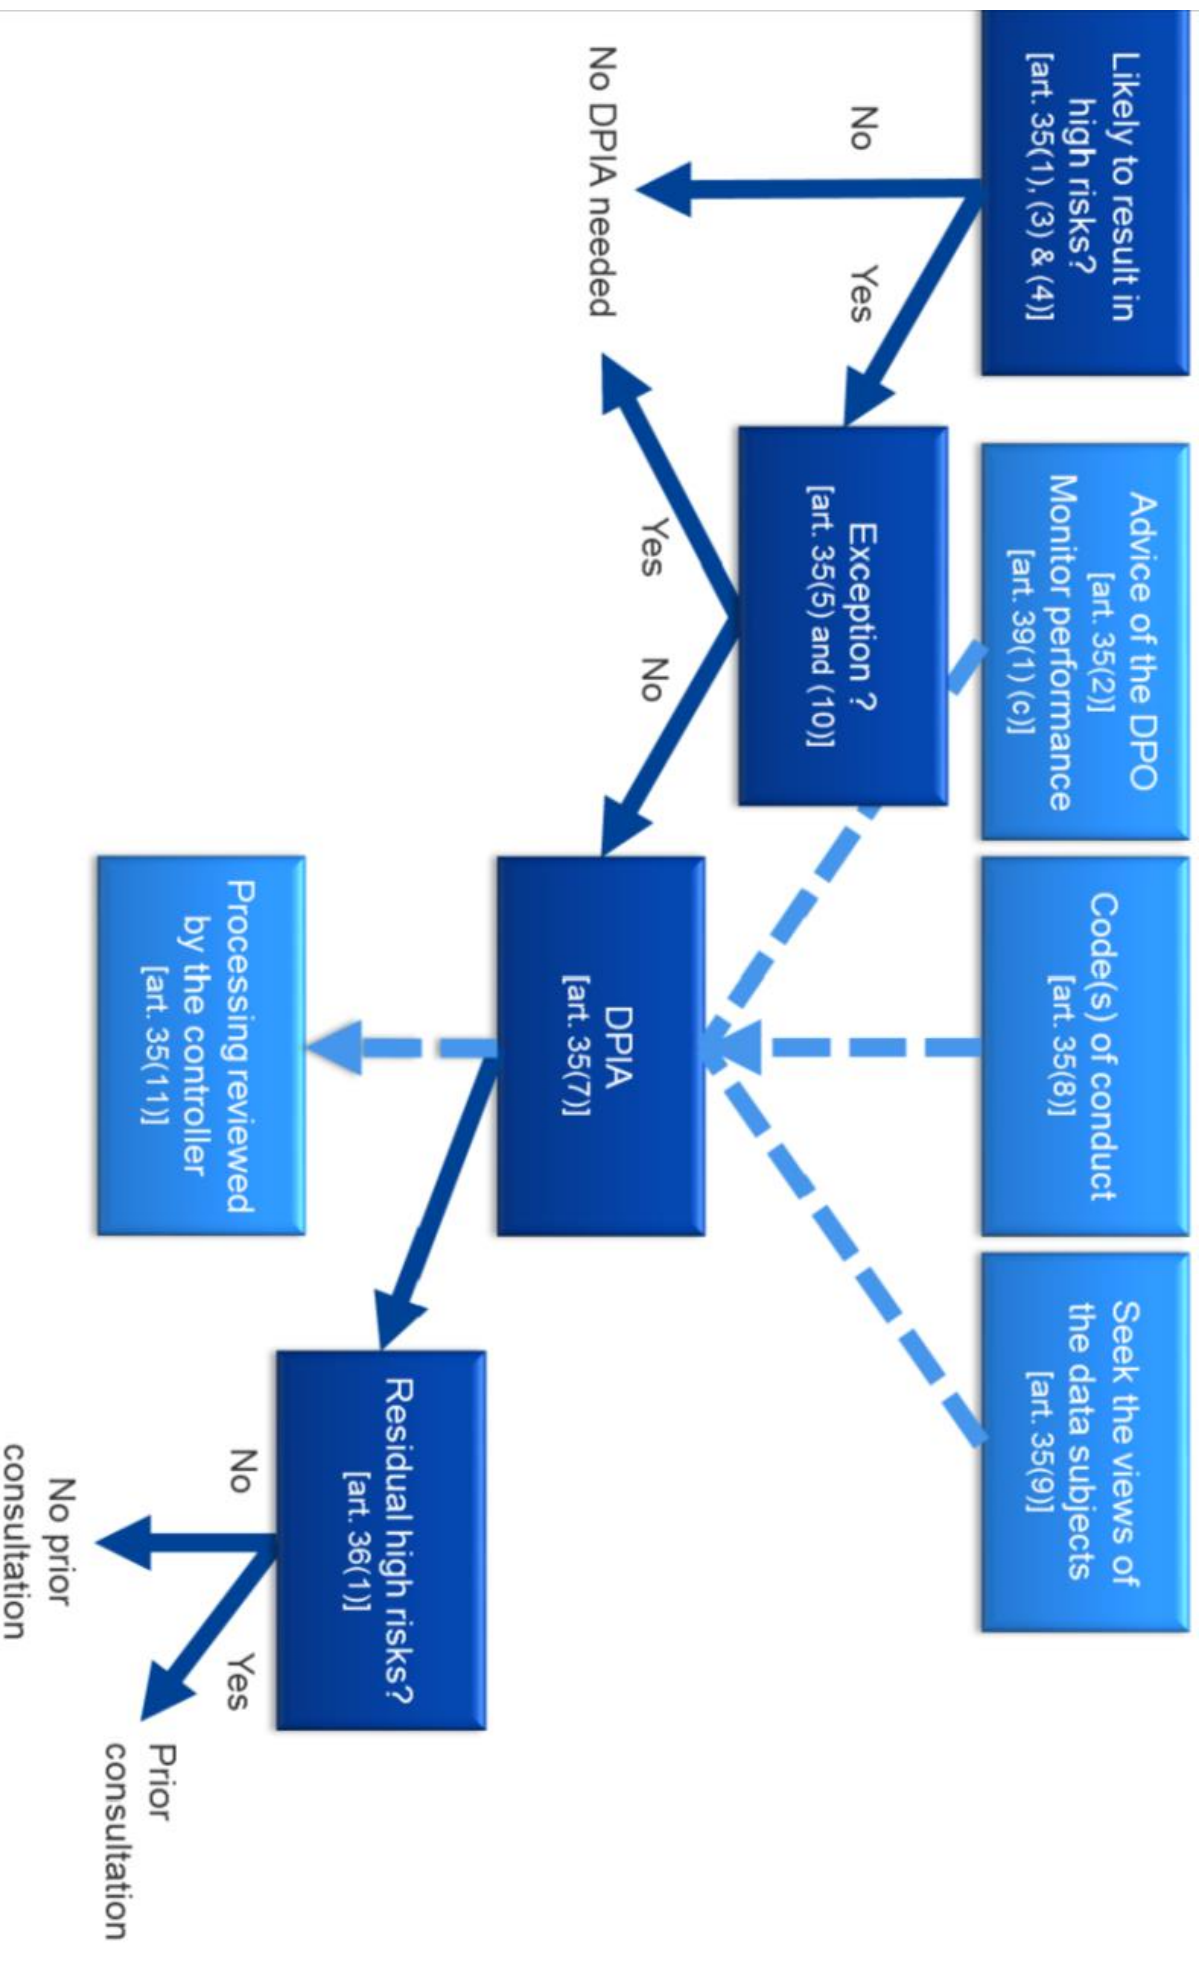 Likely to result in
high risks?
[art. 35(1), (3) & (4)]
Advice of the DPO
[art. 35(2)]
Monitor performance
[art. 39(1) (c)]
Code(s) of conduct
[art. 35(8)]
Seek the views of
the data subjects
[art. 35(9)]
No
Yes
Exception ?
[art. 35(5) and (10)]
No DPIA needed
Yes
No
DPIA
[art. 35(7)]
Processing reviewed
by the controller
[art. 35(11)]
Residual high risks?
[art. 36(1)]
No
Yes
No prior
consultation
Prior
consultation